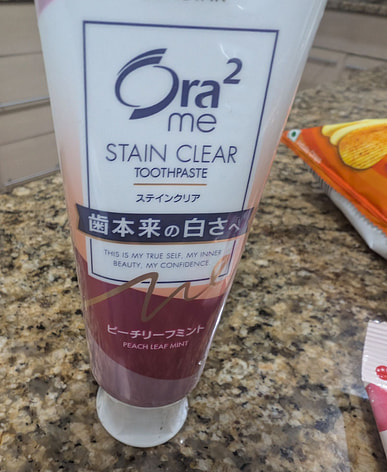 Ora²
me
STAIN CLEAR
TOOTHPASTE
ステインクリア
歯本来の白さへ
THIS IS MY TRUE SELF, MY INNER
BEAUTY, MY CONFIDENCE.
me
ピーチリーフミント
PEACH LEAF MINT